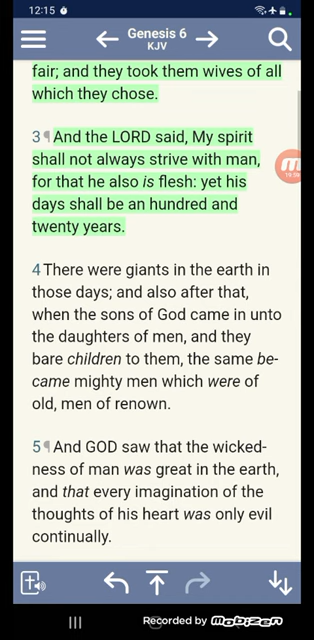 12:15
Genesis 6
KJV
fair; and they took them wives of all
which they chose.
3 ¶ And the LORD said, My spirit
shall not always strive with man,
for that he also is flesh: yet his
days shall be an hundred and
twenty years.
4 There were giants in the earth in
those days; and also after that,
when the sons of God came in unto
the daughters of men, and they
bare children to them, the same be-
came mighty men which were of
old, men of renown.
5 ¶ And GOD saw that the wicked-
ness of man was great in the earth,
and that every imagination of the
thoughts of his heart was only evil
continually.
Recorded by mobizen